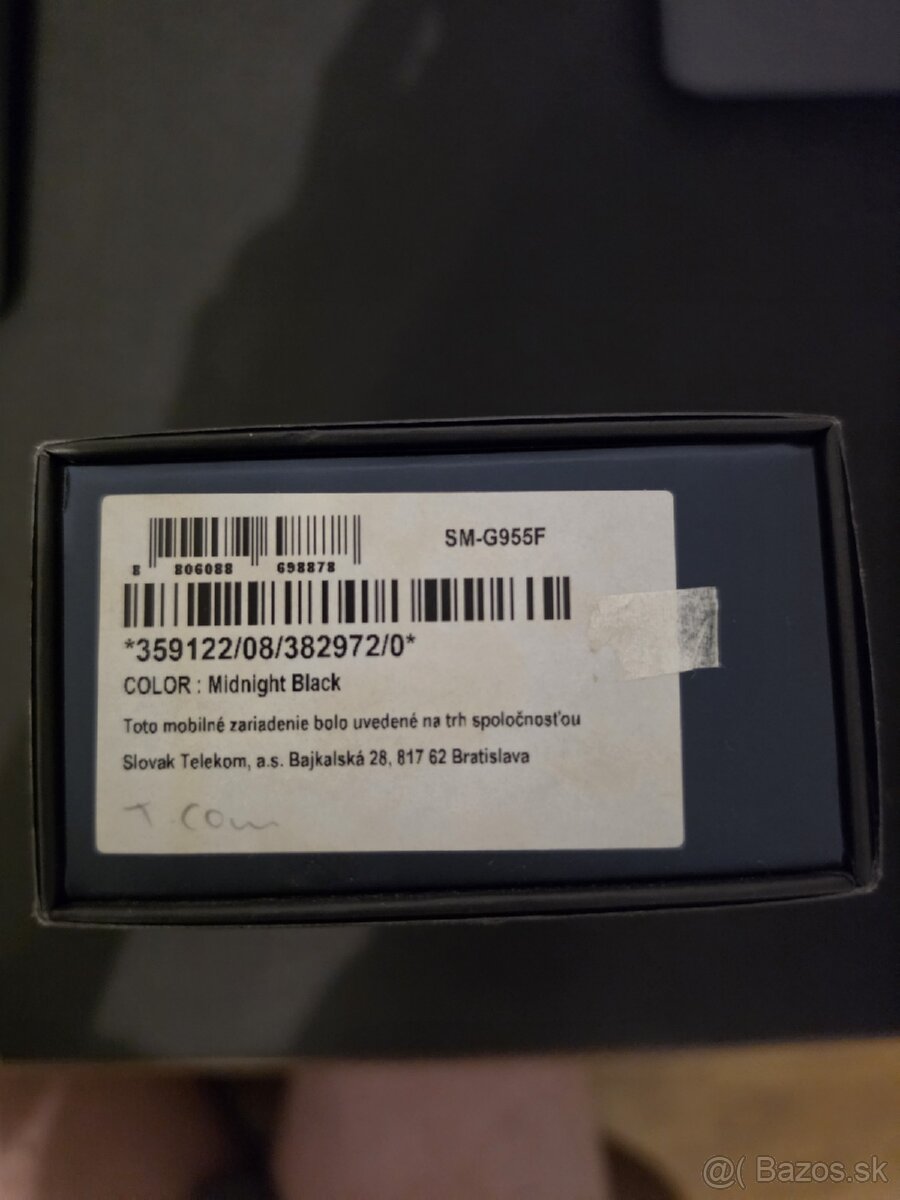 SM-G955F
8 806088 698878
*359122/08/382972/0*
COLOR : Midnight Black
Toto mobilné zariadenie bolo uvedené na trh spoločnosťou
Slovak Telekom, a.s. Bajkalská 28, 817 62 Bratislava
T. Com
@( Bazos.sk